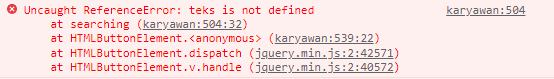 Uncaught ReferenceError: teks is not defined karyawan:504
at searching (karyawan:504:32)
at HTMLButtonElement.<anonymous> (karyawan:539:22)
at HTMLButtonElement.dispatch (jquery.min.js:2:42571)
at HTMLButtonElement.v.handle (jquery.min.js:2:40572)